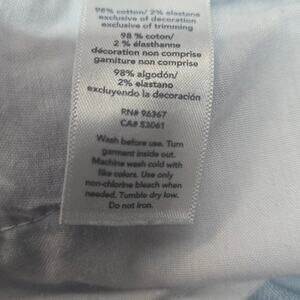 98% cotton/ 2% elastane
exclusive of decoration
exclusive of trimming
98 % coton/
2 % élasthanne
décoration non comprise
garniture non comprise
98% algodón/
2% elastano
excluyendo la decoración
RN# 96367
CA# 53061
Wash before use. Turn
garment inside out.
Machine wash cold with
like colors. Use only
non-chlorine bleach when
needed. Tumble dry low.
Do not iron.